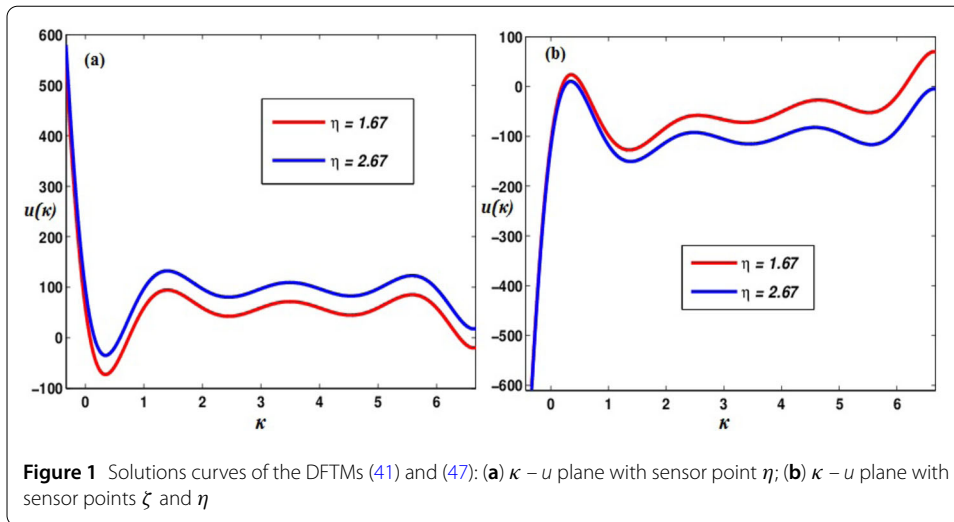 600
500
400
300
200
100
0
−100
u(κ)
(a)
η = 1.67
η = 2.67
0 1 2 3 4 5 6
κ
100
0
−100
−200
−300
−400
−500
−600
u(κ)
(b)
η = 1.67
η = 2.67
0 1 2 3 4 5 6
κ
Figure 1 Solutions curves of the DFTMs (41) and (47): (a) κ – u plane with sensor point η; (b) κ – u plane with
sensor points ζ and η